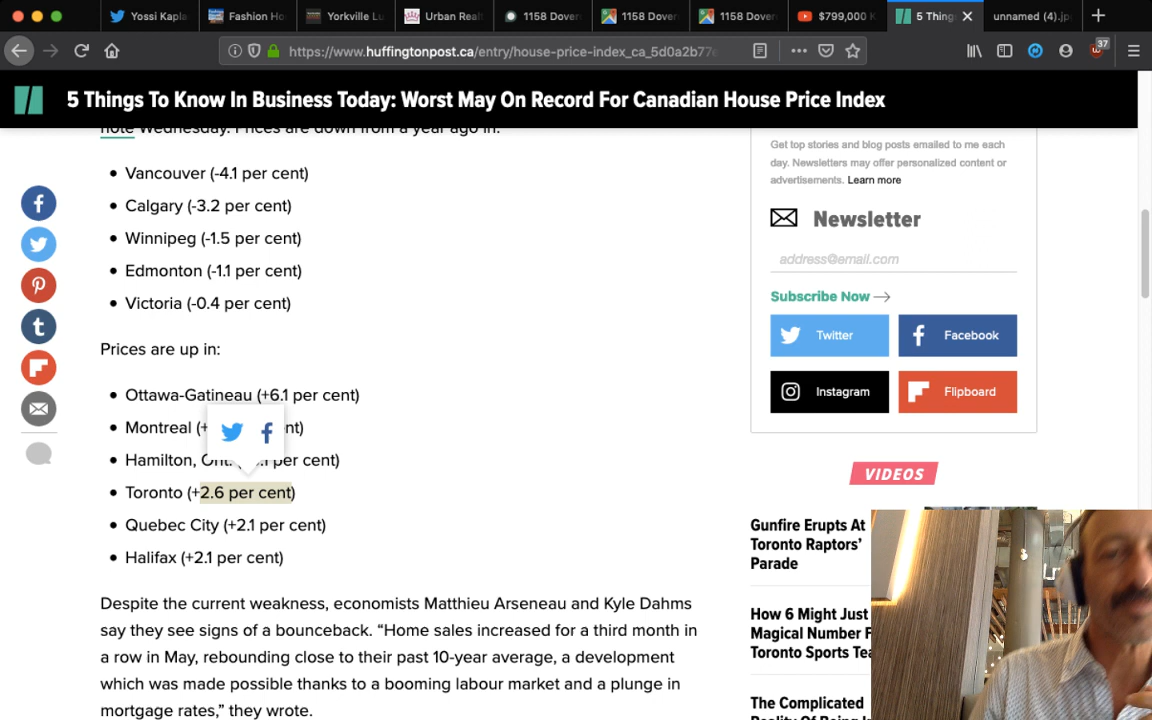 Yossi Kapla
Fashion Ho
Yorkville Lu
Urban Real
1158 Dover
1158 Dover
1158 Dover
$799,000
5 Thing
unnamed (4).jp
https://www.huffingtonpost.ca/entry/house-price-index_ca_5d0a2b77e
37
5 Things To Know In Business Today: Worst May On Record For Canadian House Price Index
note Wednesday. Prices are down from a year ago in:
Vancouver (-4.1 per cent)
Calgary (-3.2 per cent)
Winnipeg (-1.5 per cent)
Edmonton (-1.1 per cent)
Victoria (-0.4 per cent)
Prices are up in:
Ottawa-Gatineau (+6.1 per cent)
Montreal (+ nt)
Hamilton, Ont. per cent)
Toronto (+2.6 per cent)
Quebec City (+2.1 per cent)
Halifax (+2.1 per cent)
Despite the current weakness, economists Matthieu Arseneau and Kyle Dahms
say they see signs of a bounceback. “Home sales increased for a third month in
a row in May, rebounding close to their past 10-year average, a development
which was made possible thanks to a booming labour market and a plunge in
mortgage rates,” they wrote.
Get top stories and blog posts emailed to me each
day. Newsletters may offer personalized content or
advertisements. Learn more
Newsletter
address@email.com
Subscribe Now
Twitter
Facebook
Instagram
Flipboard
VIDEOS
Gunfire Erupts At
Toronto Raptors’
Parade
How 6 Might Just
Magical Number F
Toronto Sports Tea
The Complicated
Reality Of Being In